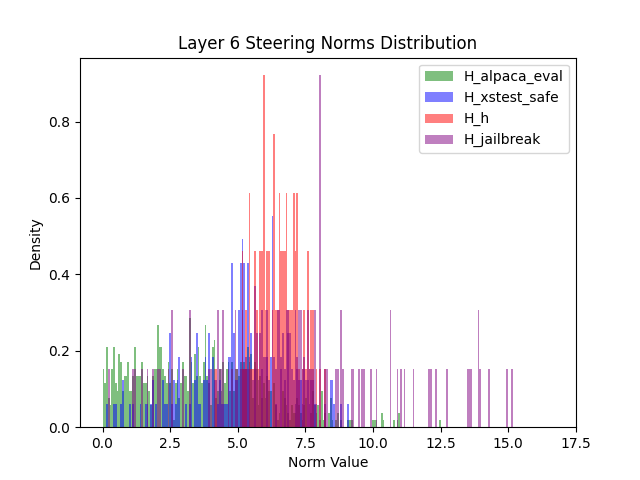 Layer 6 Steering Norms Distribution
H_alpaca_eval
H_xstest_safe
H_h
H_jailbreak
Density
0.8
0.6
0.4
0.2
0.0
0.0 2.5 5.0 7.5 10.0 12.5 15.0 17.5
Norm Value